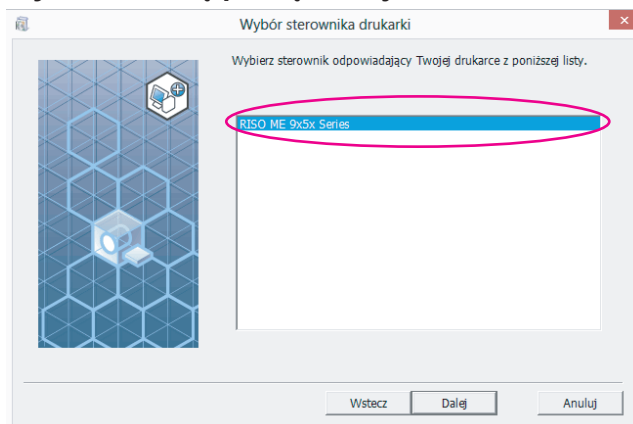 Wybór sterownika drukarki
Wybierz sterownik odpowiadający Twojej drukarce z poniższej listy.
RISO ME 9x5x Series
Wstecz Dalej Anuluj